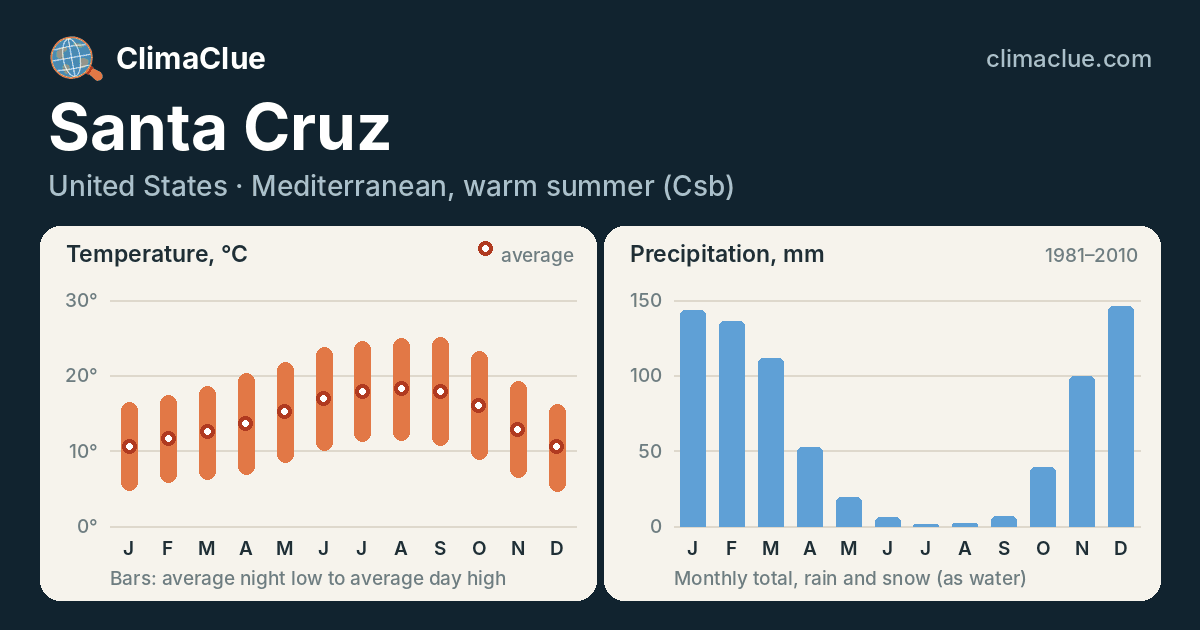 ClimaClue
climaclue.com
Santa Cruz
United States · Mediterranean, warm summer (Csb)
Temperature, °C
average
30°
20°
10°
0°
J F M A M J J A S O N D
Bars: average night low to average day high
Precipitation, mm
1981–2010
150
100
50
0
J F M A M J J A S O N D
Monthly total, rain and snow (as water)